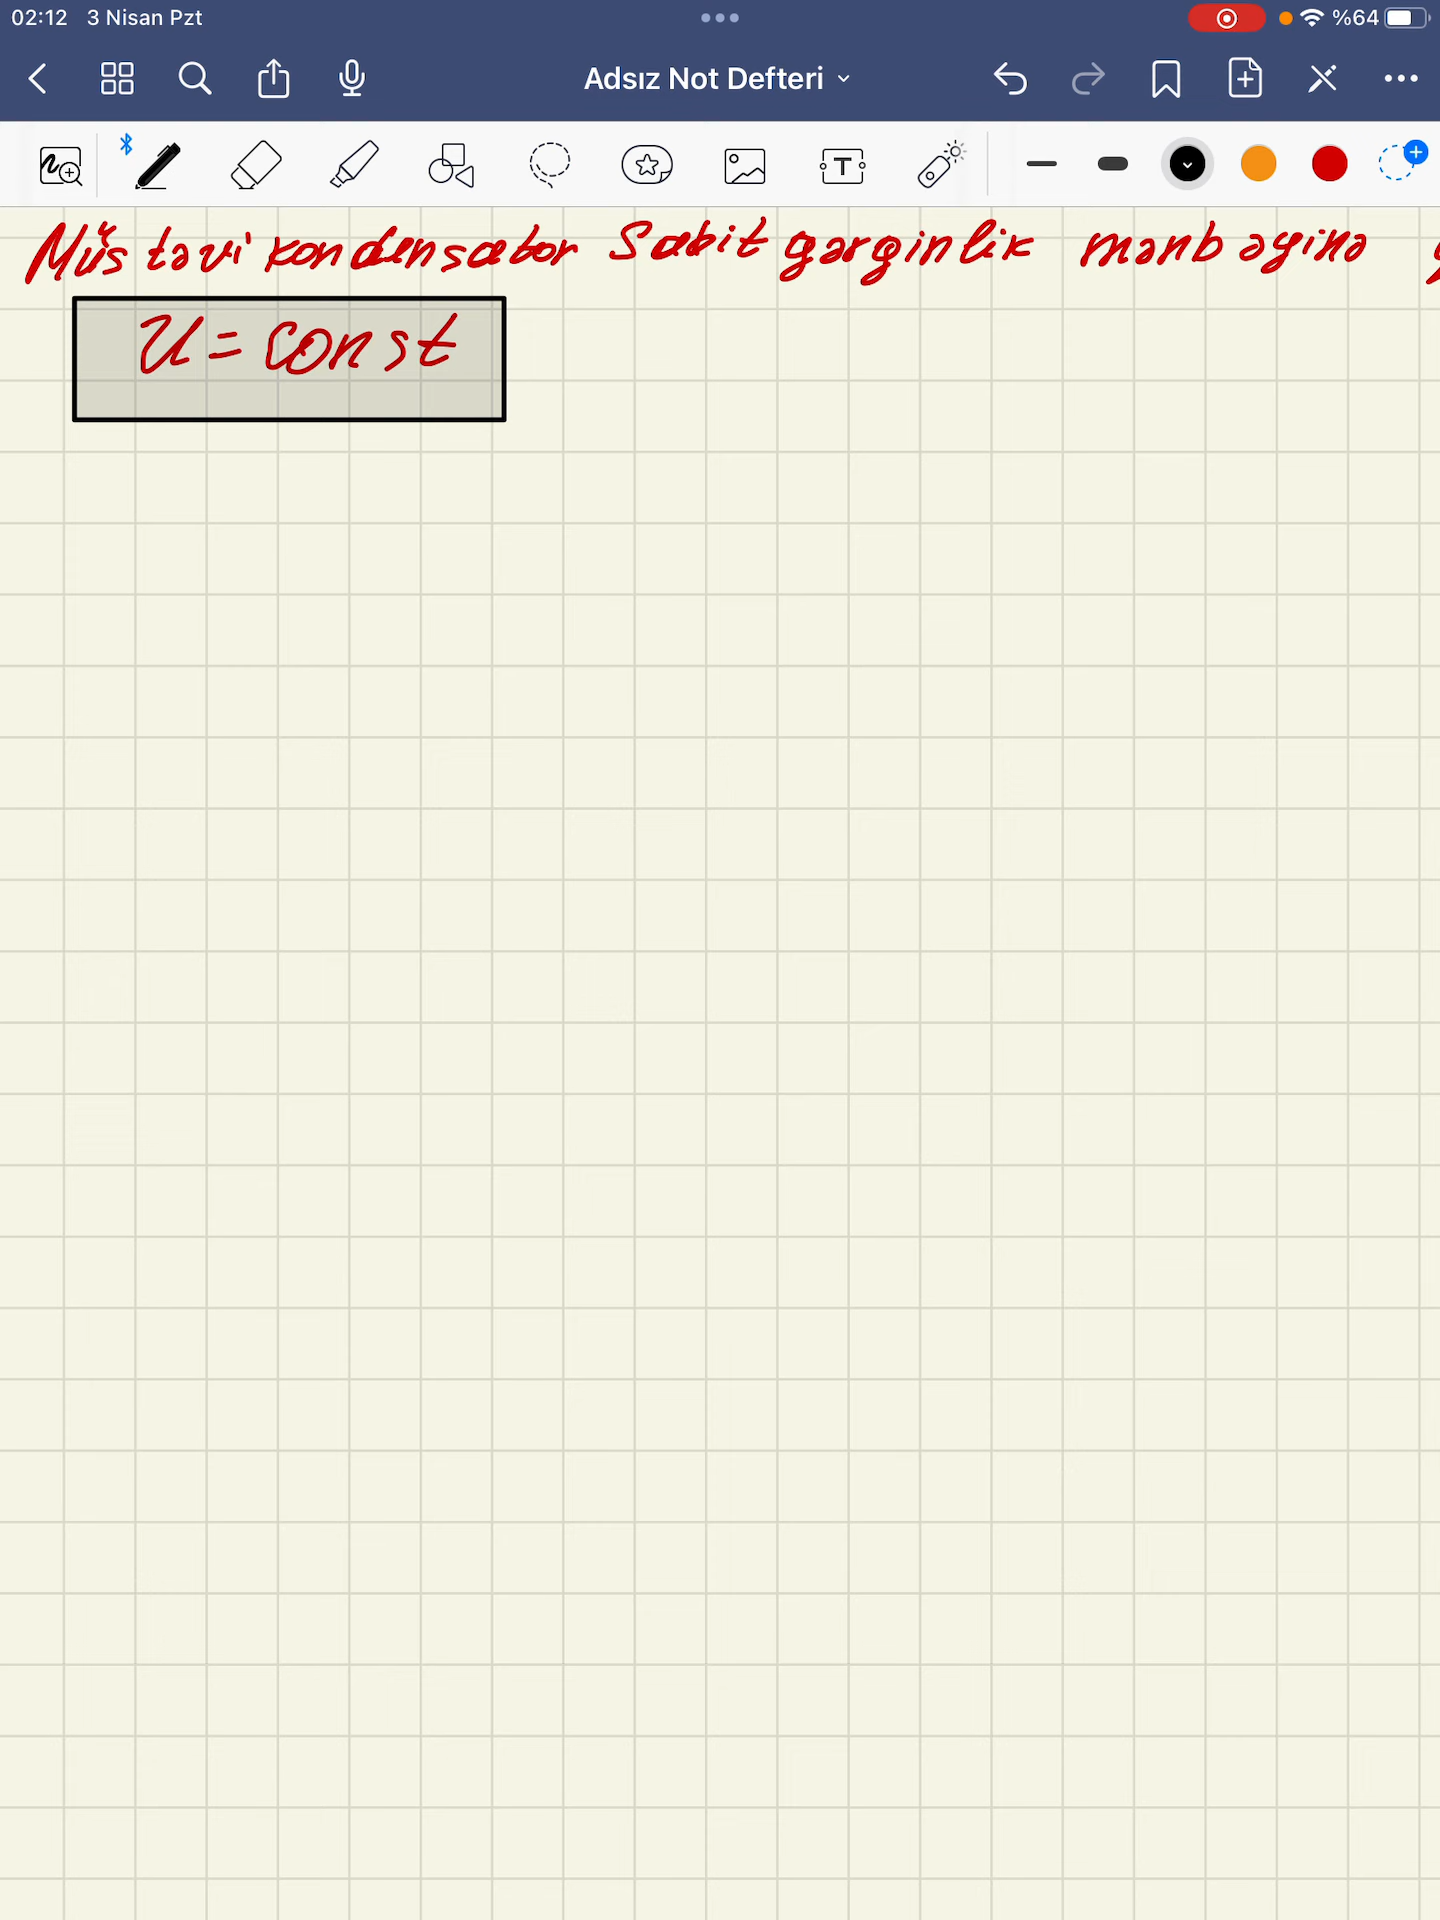 02:12 3 Nisan Pzt %64
Adsız Not Defteri
T
Müstəvi kondensator Sabit gərginlik mənbəyinə
U = const